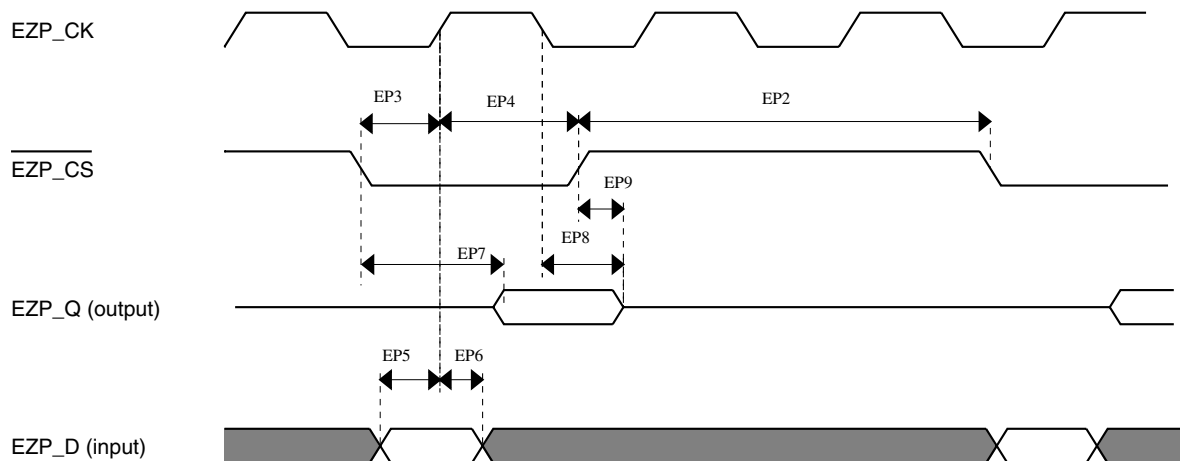 EZP_CK
EP3
EP4
EP2
EZP_CS
EP9
EP8
EP7
EZP_Q (output)
EP5
EP6
EZP_D (input)